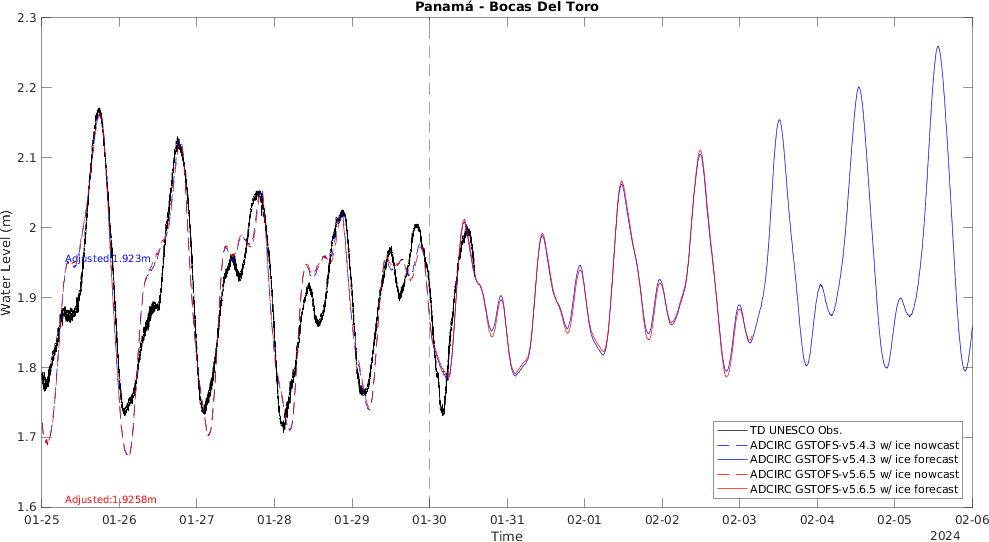 Panamá - Bocas Del Toro
2.3
2.2
2.1
2
1.9
1.8
1.7
1.6
Water Level (m)
Adjusted:1.923m
Adjusted:1.9258m
TD UNESCO Obs.
ADCIRC GSTOFS-v5.4.3 w/ ice nowcast
ADCIRC GSTOFS-v5.4.3 w/ ice forecast
ADCIRC GSTOFS-v5.6.5 w/ ice nowcast
ADCIRC GSTOFS-v5.6.5 w/ ice forecast
01-25 01-26 01-27 01-28 01-29 01-30 01-31 02-01 02-02 02-03 02-04 02-05 02-06
Time
2024